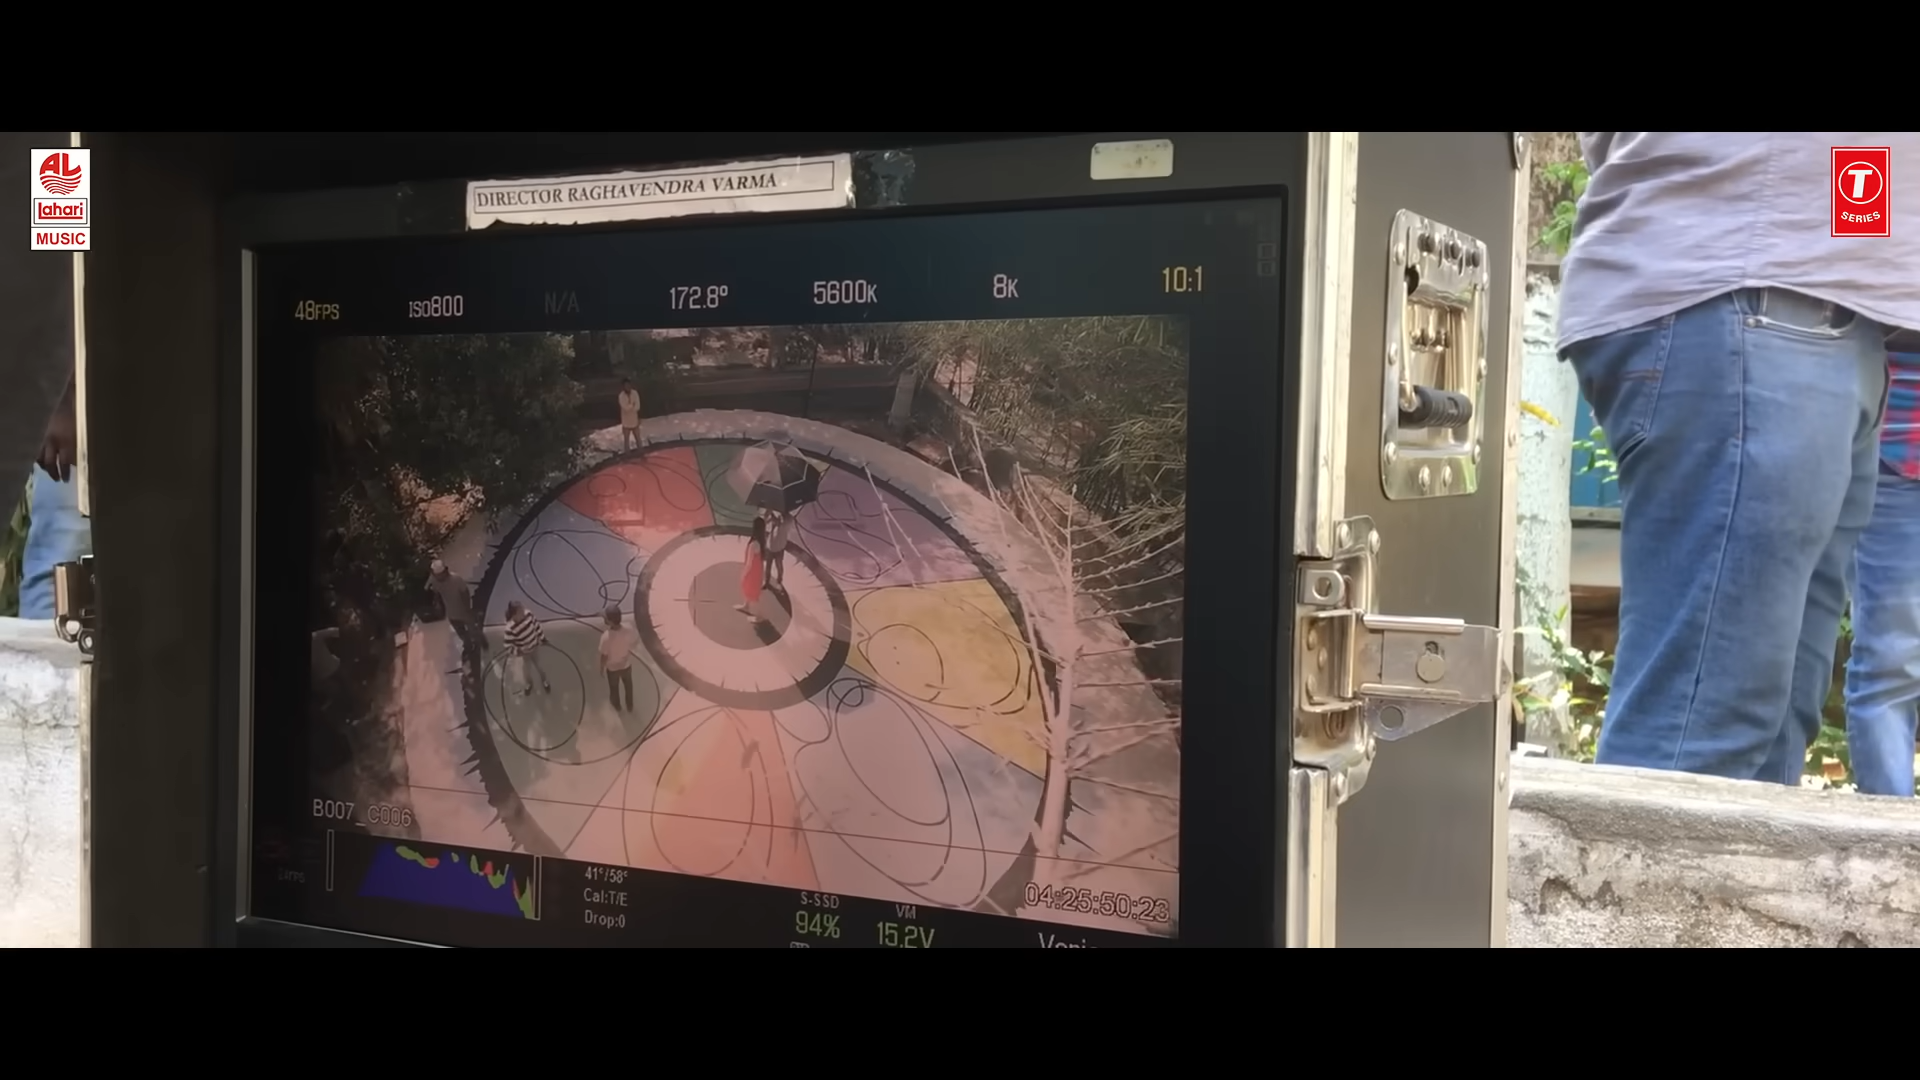 AL
lahari
MUSIC
T
SERIES
DIRECTOR RAGHAVENDRA VARMA
48FPS ISO800 N/A 172.8° 5600K 8K 10:1
B007_C006
04:25:50:23
41°/58°
Cal:T/E
Drop:0
S-SSD
94%
VM
15.2V